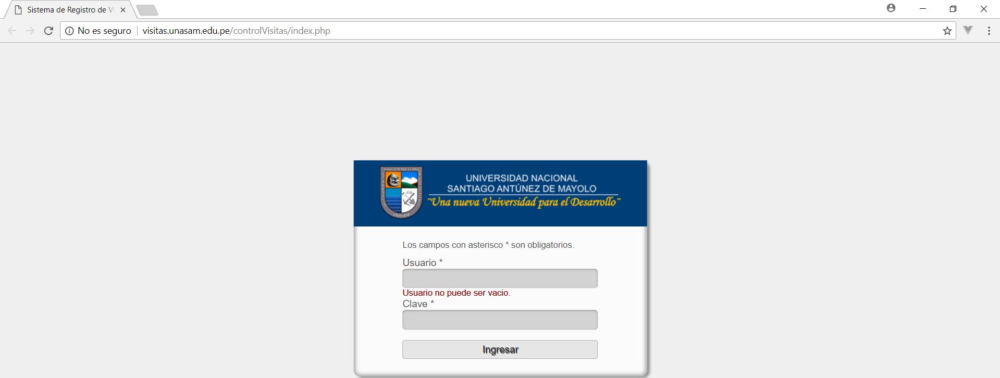 Sistema de Registro de Vi
No es seguro
visitas.unasam.edu.pe/controlVisitas/index.php
UNASAM
UNIVERSIDAD NACIONAL
SANTIAGO ANTÚNEZ DE MAYOLO
"Una nueva Universidad para el Desarrollo"
Los campos con asterisco * son obligatorios.
Usuario *
Usuario no puede ser vacio.
Clave *
Ingresar